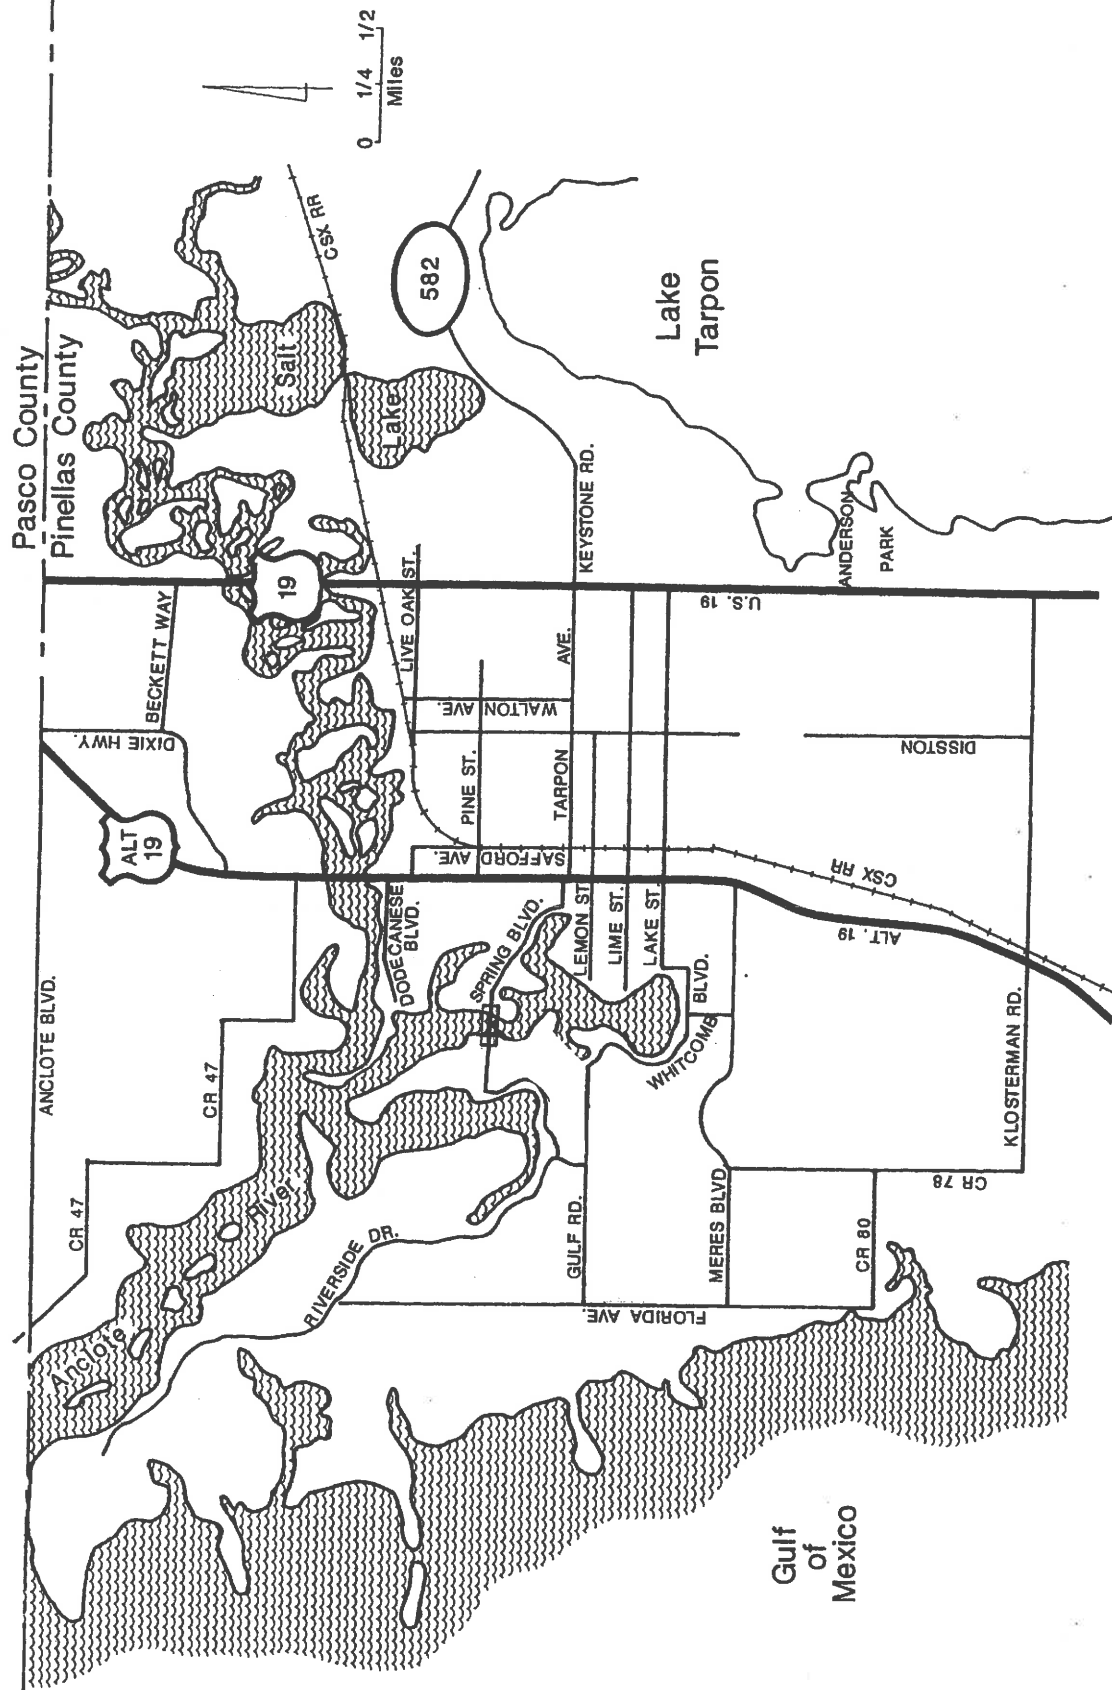 Pasco County
Pinellas County
0 1/4 1/2
Miles
ANCLOTE BLVD.
ALT
19
DIXIE HWY.
BECKETT WAY
19
CR 47
CR 47
Anclote
River
Salt
Lake
CSX RR
582
RIVERSIDE DR.
DODECANESE
BLVD.
LIVE OAK ST.
SPRING BLVD.
PINE ST.
WALTON AVE.
SAFFORD AVE.
TARPON
AVE.
KEYSTONE RD.
GULF RD.
LEMON ST.
LIME ST.
LAKE ST.
WHITCOMB
BLVD.
FLORIDA AVE.
MERES BLVD.
U.S. 19
Lake
Tarpon
ANDERSON
PARK
CR 80
ALT. 19
CSX RR
DISSTON
CR 78
KLOSTERMAN RD.
Gulf
of
Mexico